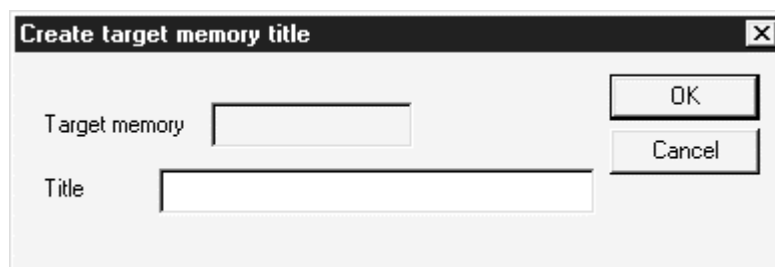 Create target memory title
OK
Target memory
Cancel
Title